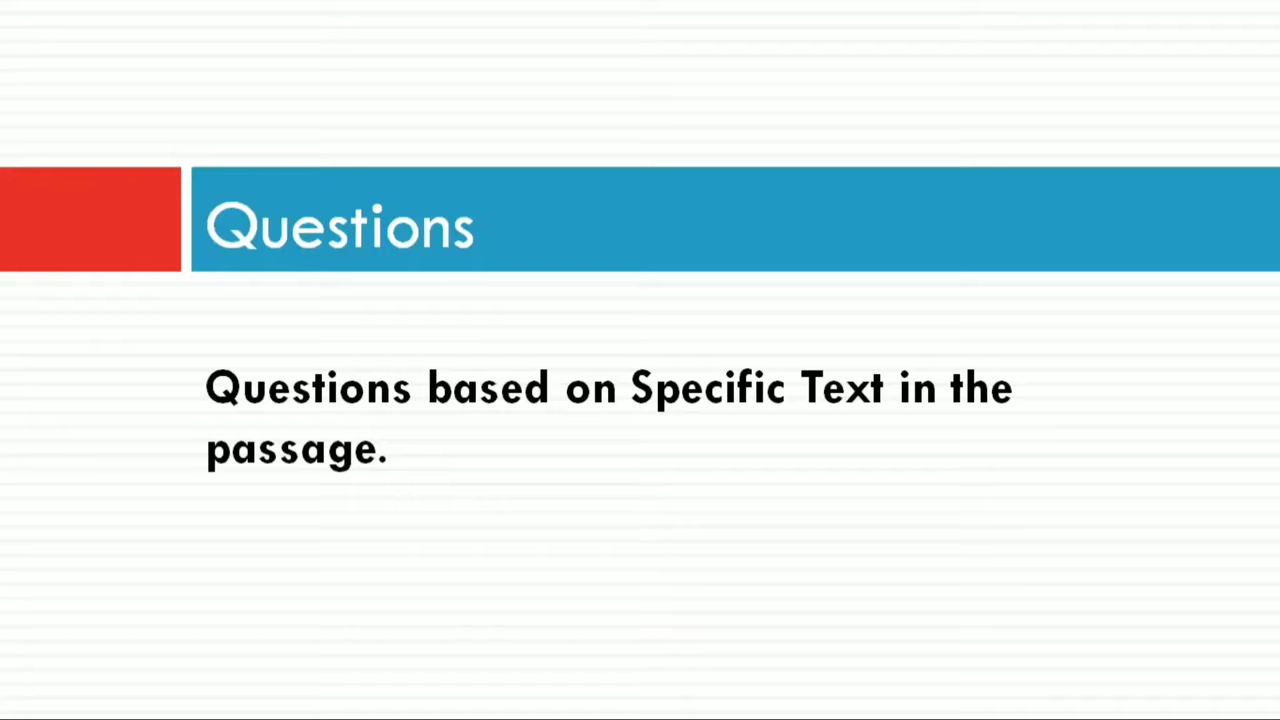 Questions
Questions based on Specific Text in the
passage.